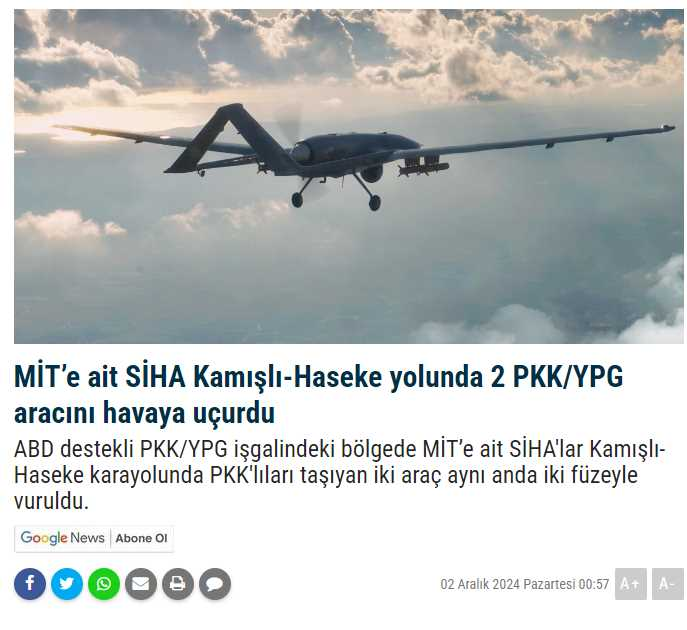 MİT’e ait SİHA Kamışlı-Haseke yolunda 2 PKK/YPG
aracını havaya uçurdu
ABD destekli PKK/YPG işgalindeki bölgede MİT’e ait SİHA'lar Kamışlı-
Haseke karayolunda PKK'lıları taşıyan iki araç aynı anda iki füzeyle
vuruldu.
Google News Abone Ol
02 Aralık 2024 Pazartesi 00:57 A+ A-